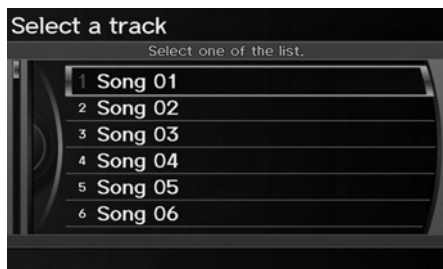 Select a track
Select one of the list.
1 Song 01
2 Song 02
3 Song 03
4 Song 04
5 Song 05
6 Song 06